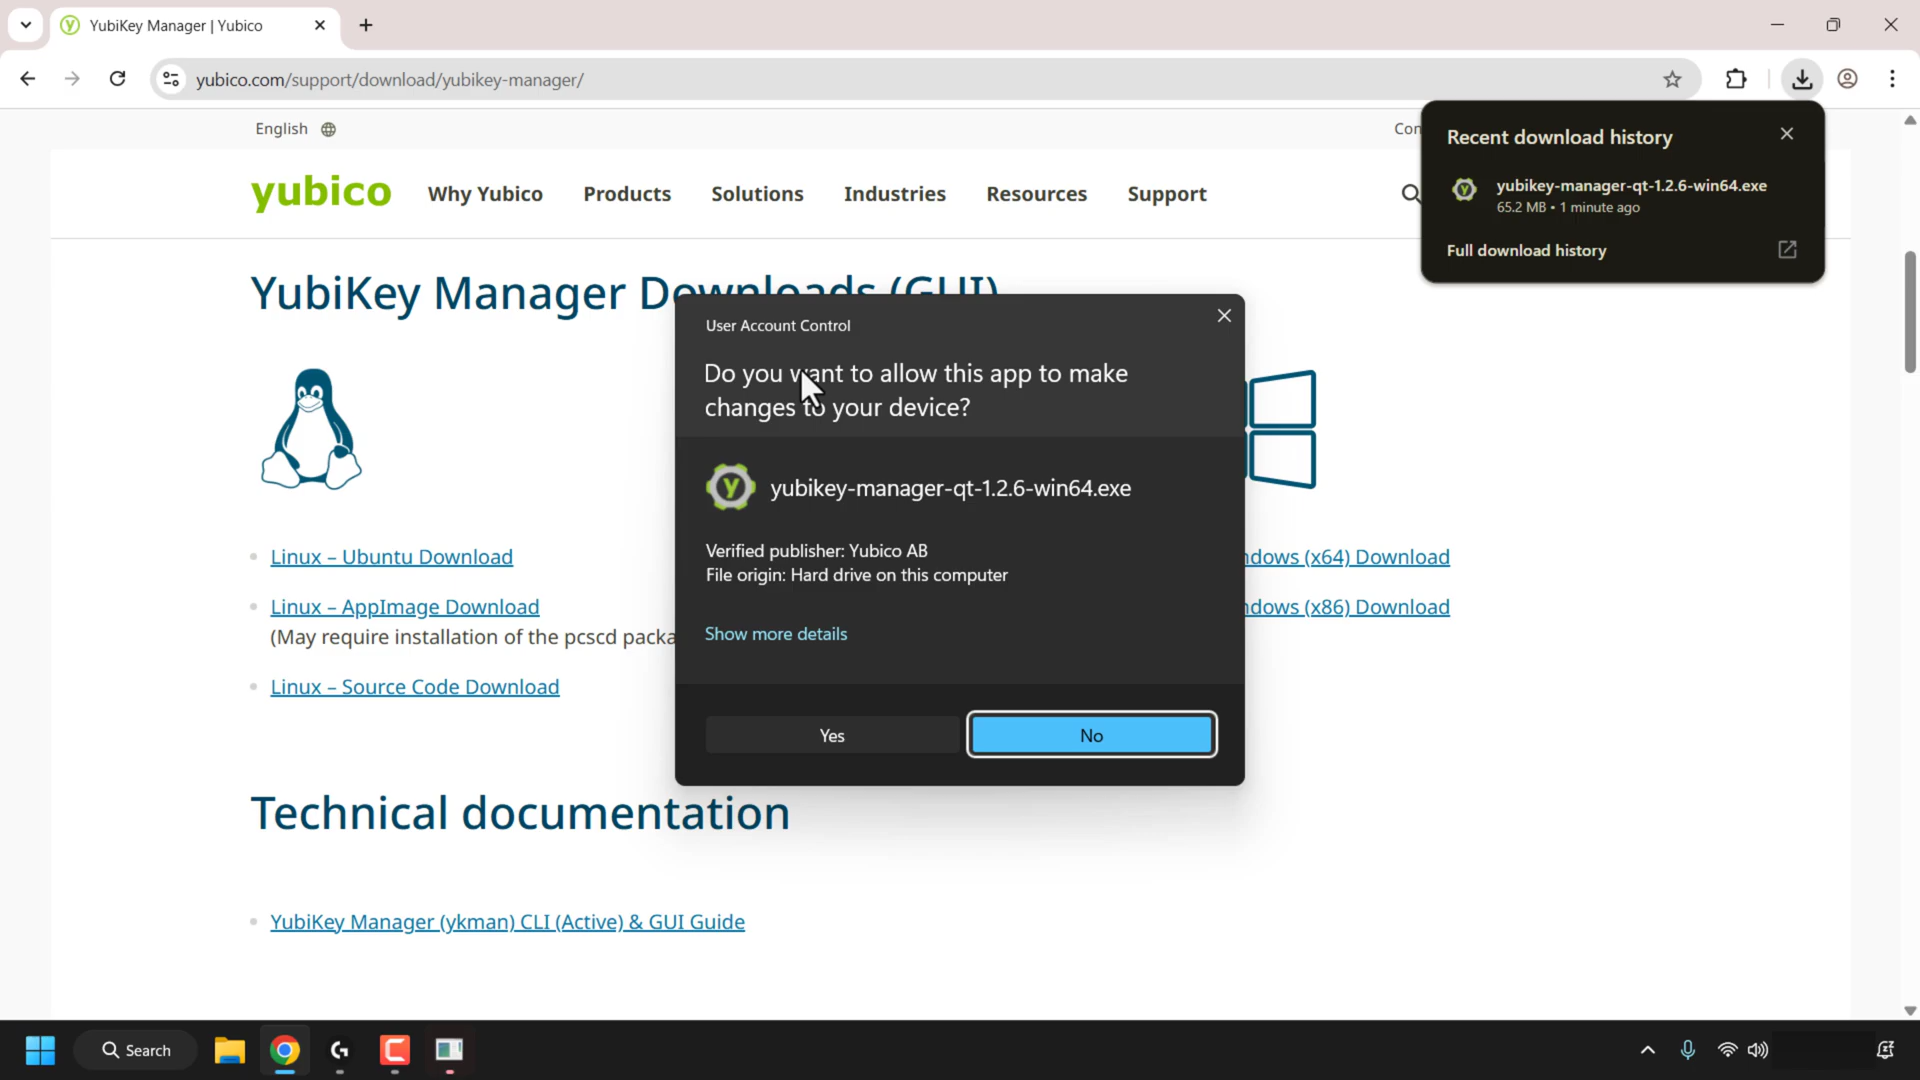 YubiKey Manager | Yubico
yubico.com/support/download/yubikey-manager/
English
Con
Recent download history
yubikey-manager-qt-1.2.6-win64.exe
65.2 MB • 1 minute ago
Full download history
yubico
Why Yubico
Products
Solutions
Industries
Resources
Support
YubiKey Manager Downloads (GUI)
User Account Control
Do you want to allow this app to make
changes to your device?
yubikey-manager-qt-1.2.6-win64.exe
Verified publisher: Yubico AB
File origin: Hard drive on this computer
Show more details
Yes
No
Linux – Ubuntu Download
Linux – AppImage Download
(May require installation of the pcscd packa
Linux – Source Code Download
ndows (x64) Download
ndows (x86) Download
Technical documentation
YubiKey Manager (ykman) CLI (Active) & GUI Guide
Search